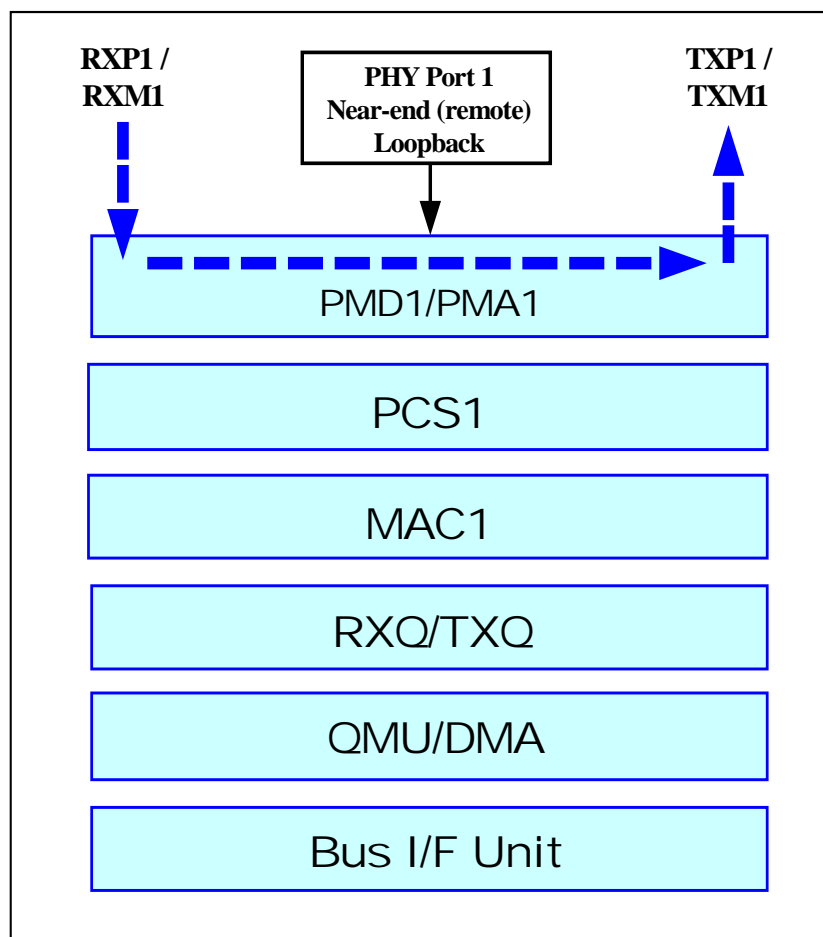 RXP1 /
RXM1
PHY Port 1
Near-end (remote)
Loopback
TXP1 /
TXM1
PMD1/PMA1
PCS1
MAC1
RXQ/TXQ
QMU/DMA
Bus I/F Unit